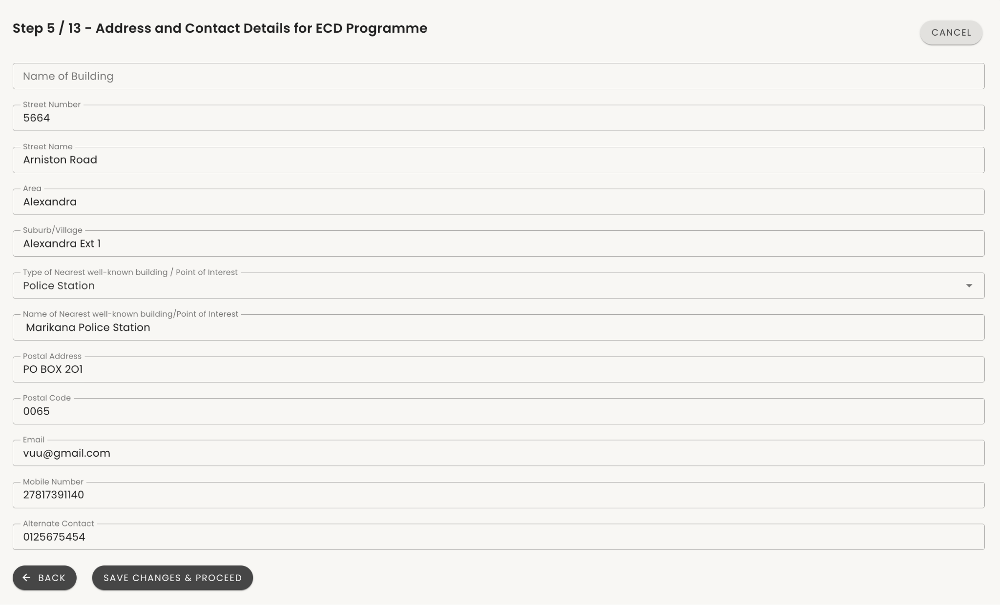 Step 5 / 13 - Address and Contact Details for ECD Programme
CANCEL
Name of Building
Street Number
5664
Street Name
Arniston Road
Area
Alexandra
Suburb/Village
Alexandra Ext 1
Type of Nearest well-known building / Point of Interest
Police Station
Name of Nearest well-known building/Point of Interest
Marikana Police Station
Postal Address
PO BOX 2O1
Postal Code
0065
Email
vuu@gmail.com
Mobile Number
27817391140
Alternate Contact
0125675454
BACK
SAVE CHANGES & PROCEED